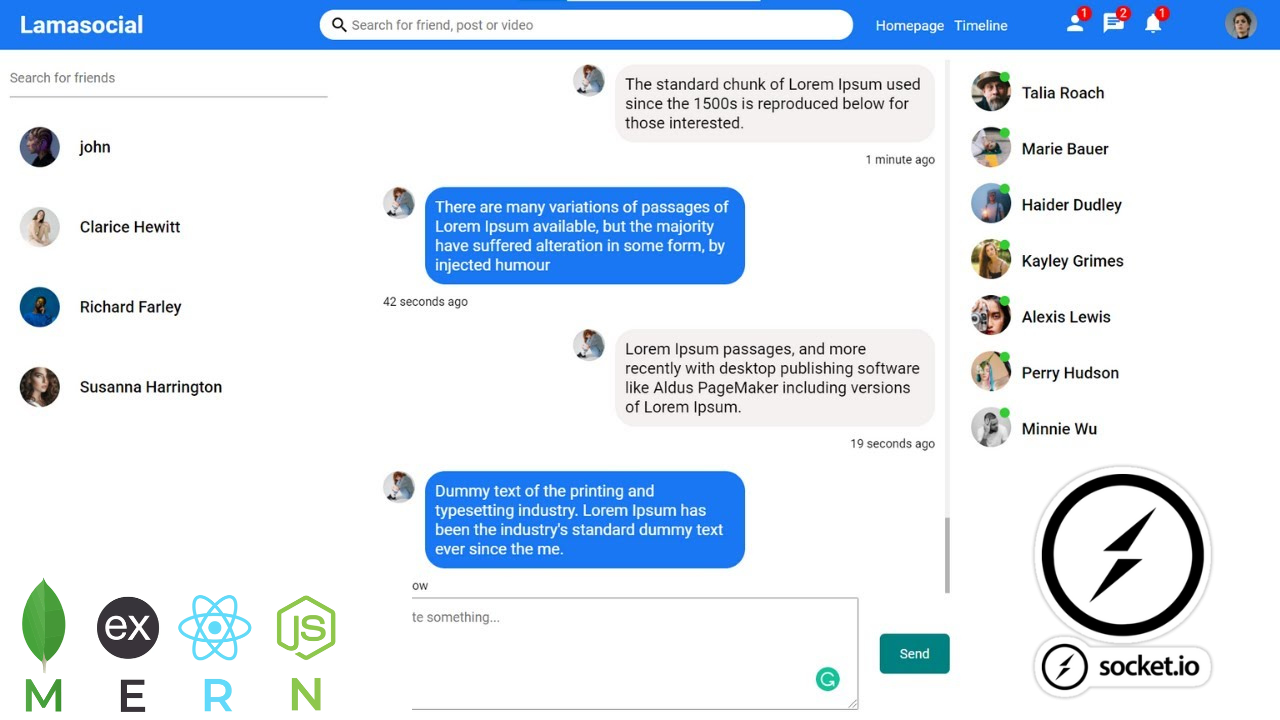 Lamasocial
Search for friend, post or video
Homepage Timeline
1
2
1
Search for friends
john
Clarice Hewitt
Richard Farley
Susanna Harrington
The standard chunk of Lorem Ipsum used
since the 1500s is reproduced below for
those interested.
1 minute ago
There are many variations of passages of
Lorem Ipsum available, but the majority
have suffered alteration in some form, by
injected humour
42 seconds ago
Lorem Ipsum passages, and more
recently with desktop publishing software
like Aldus PageMaker including versions
of Lorem Ipsum.
19 seconds ago
Dummy text of the printing and
typesetting industry. Lorem Ipsum has
been the industry's standard dummy text
ever since the me.
ow
te something...
Send
Talia Roach
Marie Bauer
Haider Dudley
Kayley Grimes
Alexis Lewis
Perry Hudson
Minnie Wu
ex
JS
M E R N
socket.io